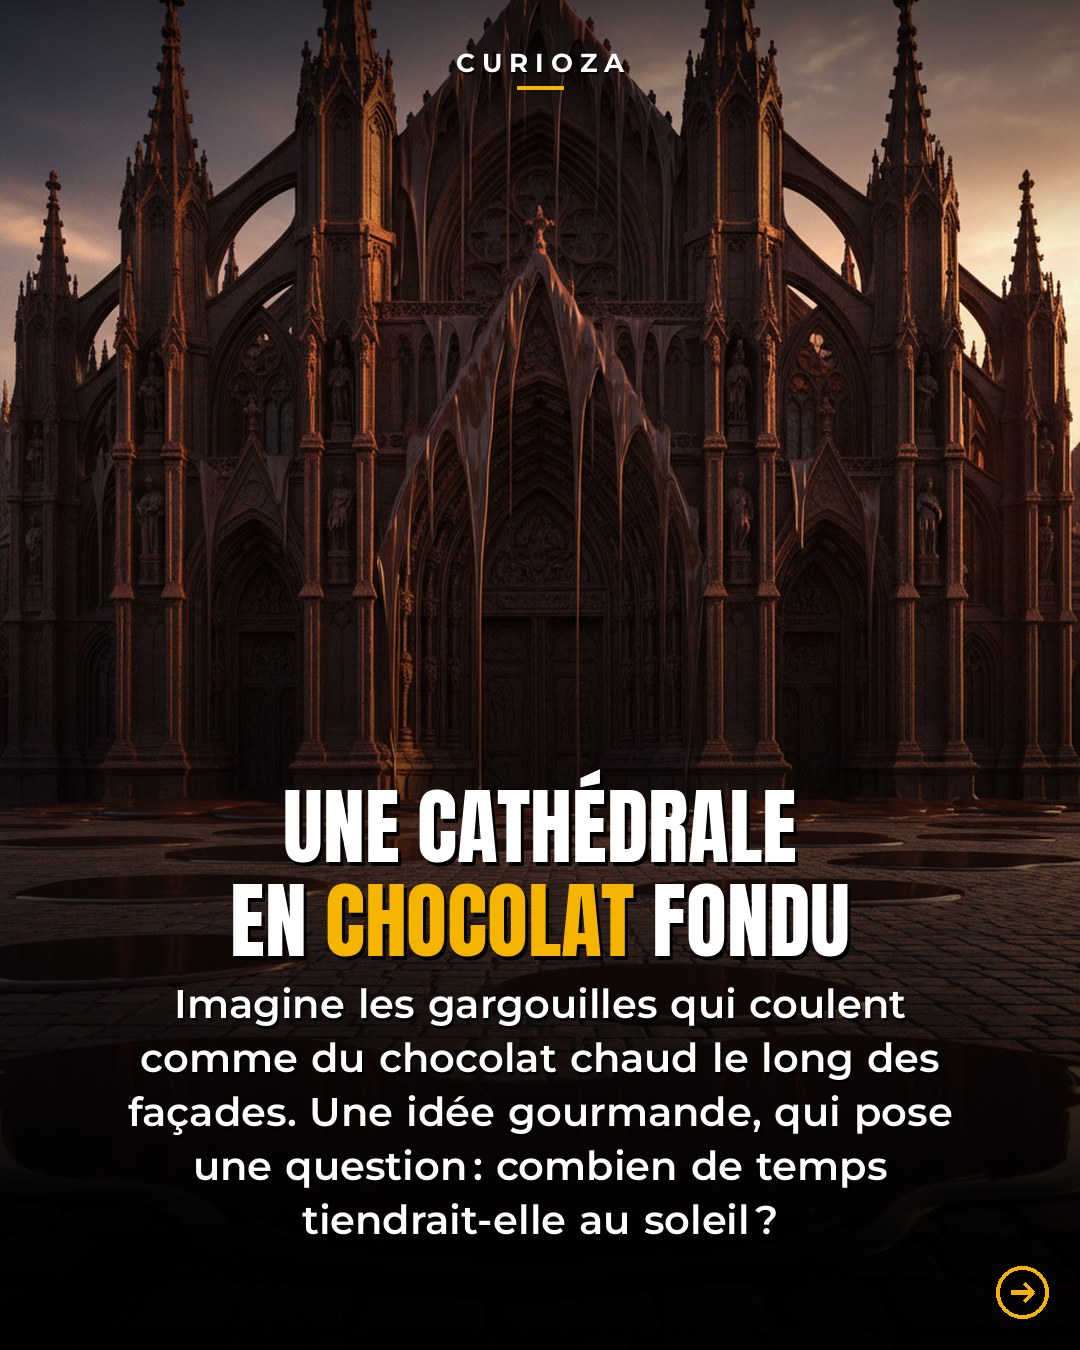 CURIOZA
UNE CATHÉDRALE
EN CHOCOLAT FONDU
Imagine les gargouilles qui coulent
comme du chocolat chaud le long des
façades. Une idée gourmande, qui pose
une question : combien de temps
tiendrait-elle au soleil ?